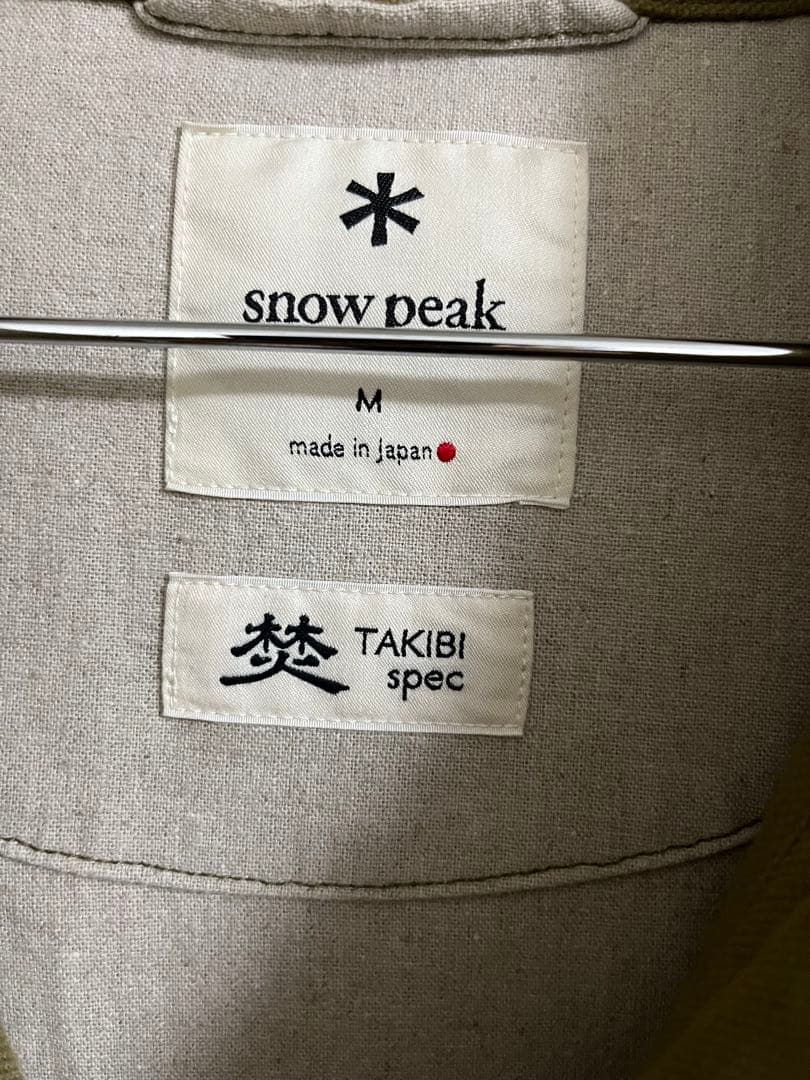 snow peak
M
made in Japan
焚 TAKIBI
spec